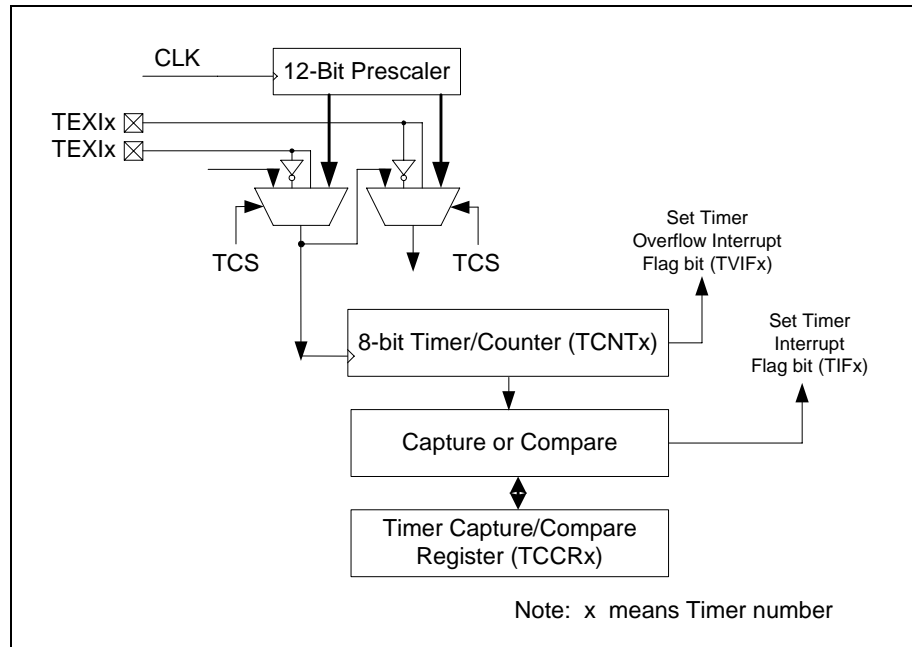 CLK
12-Bit Prescaler
TEXIx
TEXIx
TCS
TCS
Set Timer
Overflow Interrupt
Flag bit (TVIFx)
8-bit Timer/Counter (TCNTx)
Set Timer
Interrupt
Flag bit (TIFx)
Capture or Compare
Timer Capture/Compare
Register (TCCRx)
Note: x means Timer number